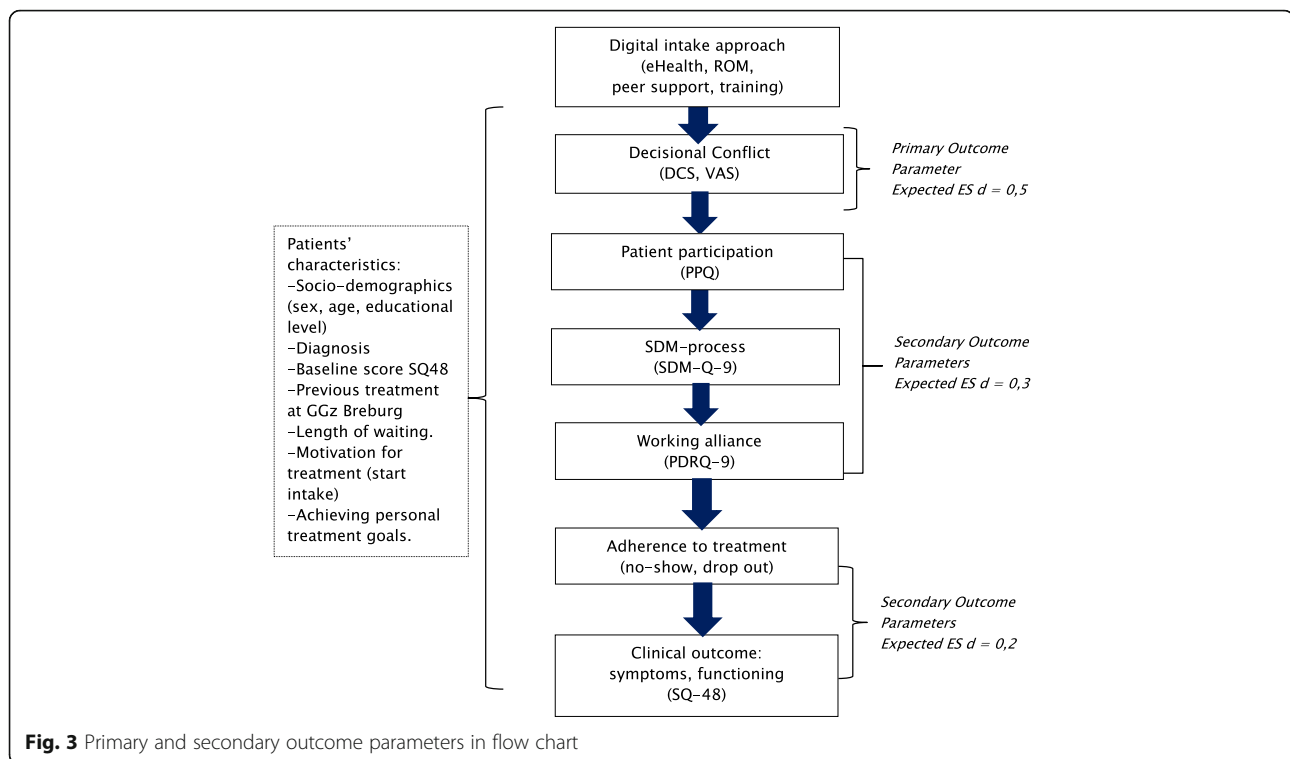 Digital intake approach
(eHealth, ROM,
peer support, training)
Decisional Conflict
(DCS, VAS)
Primary Outcome
Parameter
Expected ES d = 0,5
Patient participation
(PPQ)
SDM-process
(SDM-Q-9)
Working alliance
(PDRQ-9)
Secondary Outcome
Parameters
Expected ES d = 0,3
Patients'
characteristics:
-Socio-demographics
(sex, age, educational
level)
-Diagnosis
-Baseline score SQ48
-Previous treatment
at GGz Breburg
-Length of waiting.
-Motivation for
treatment (start
intake)
-Achieving personal
treatment goals.
Adherence to treatment
(no-show, drop out)
Clinical outcome:
symptoms, functioning
(SQ-48)
Secondary Outcome
Parameters
Expected ES d = 0,2
Fig. 3 Primary and secondary outcome parameters in flow chart